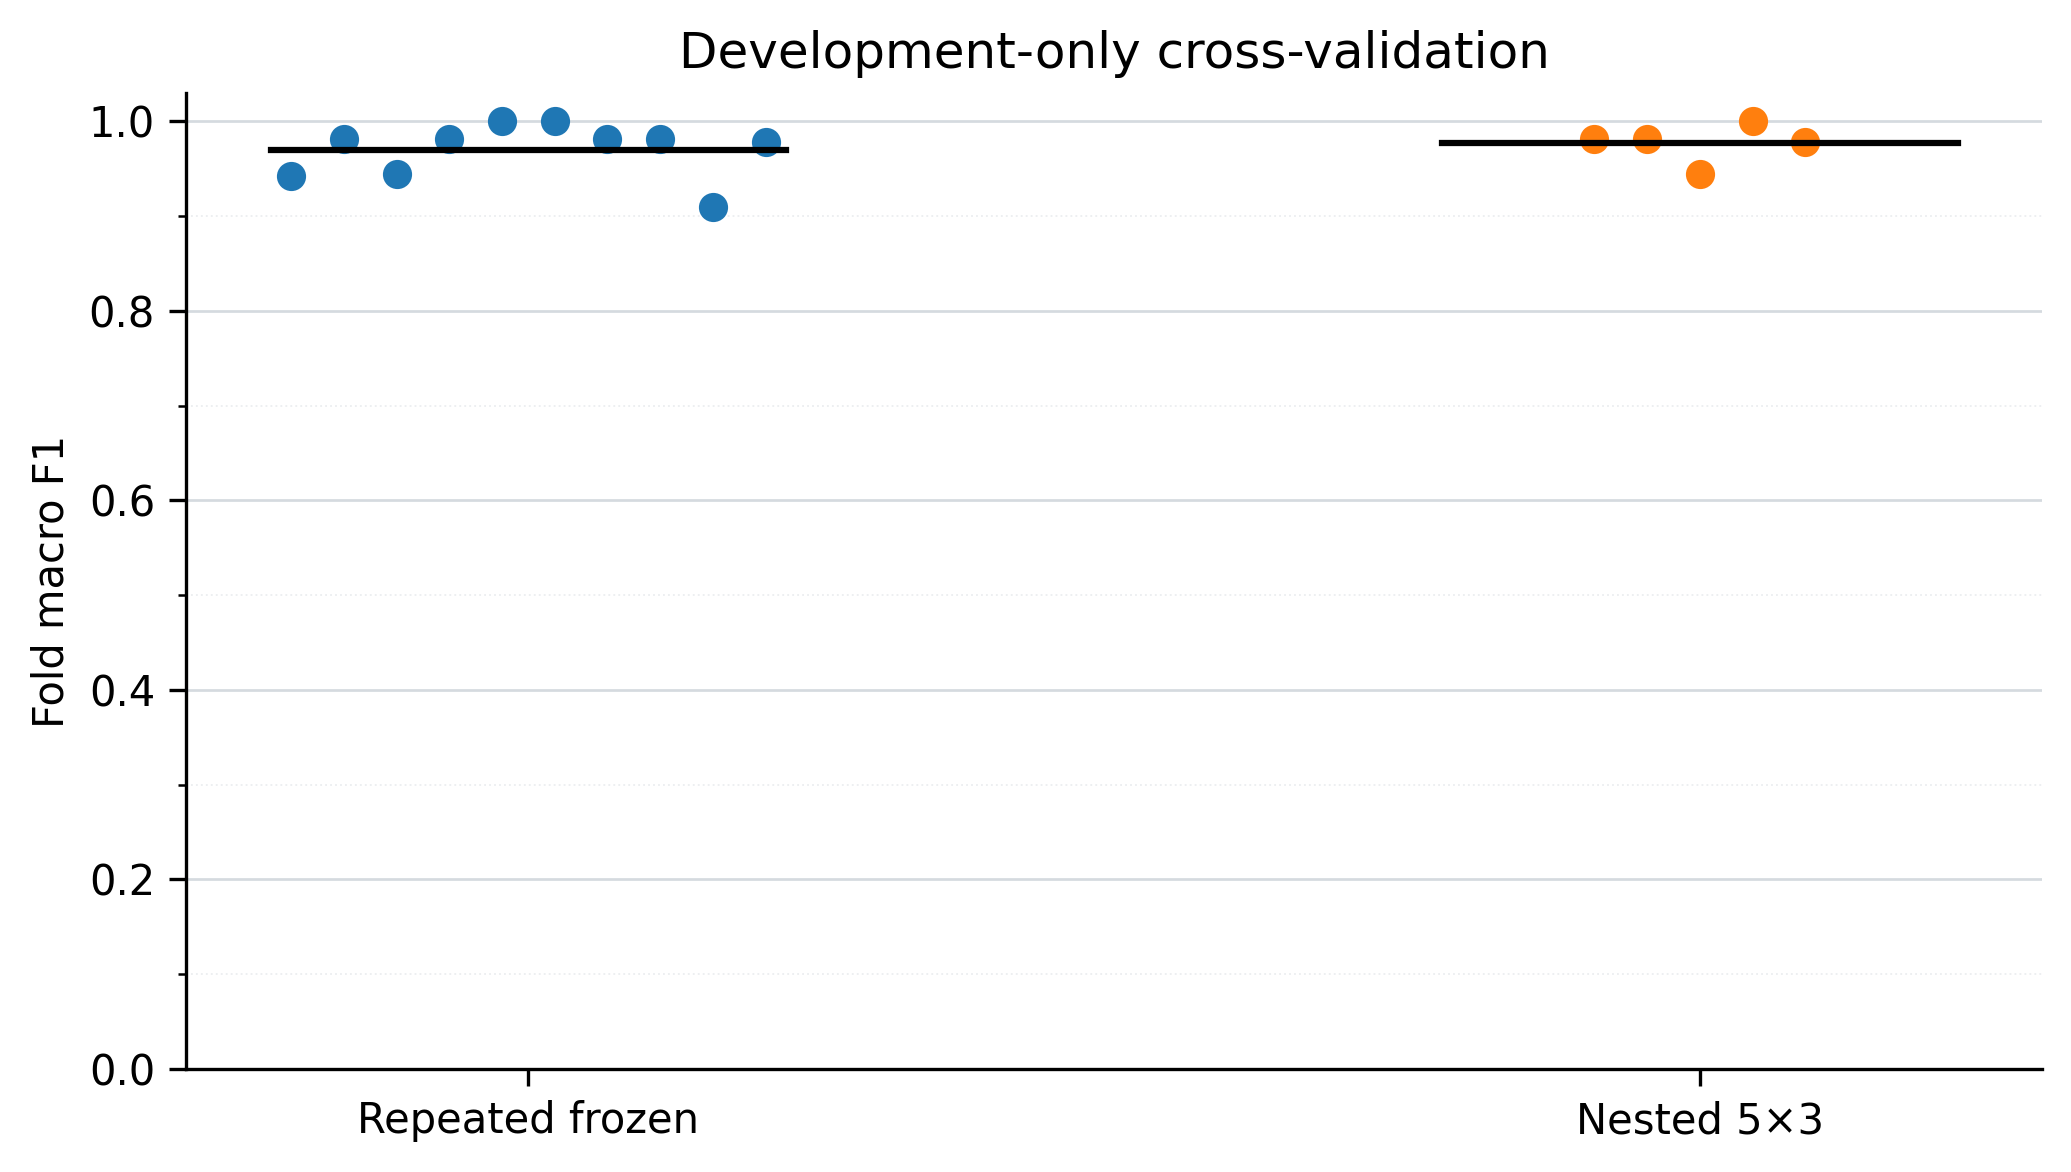 Development-only cross-validation
Fold macro F1
1.0
0.8
0.6
0.4
0.2
0.0
Repeated frozen
Nested 5×3